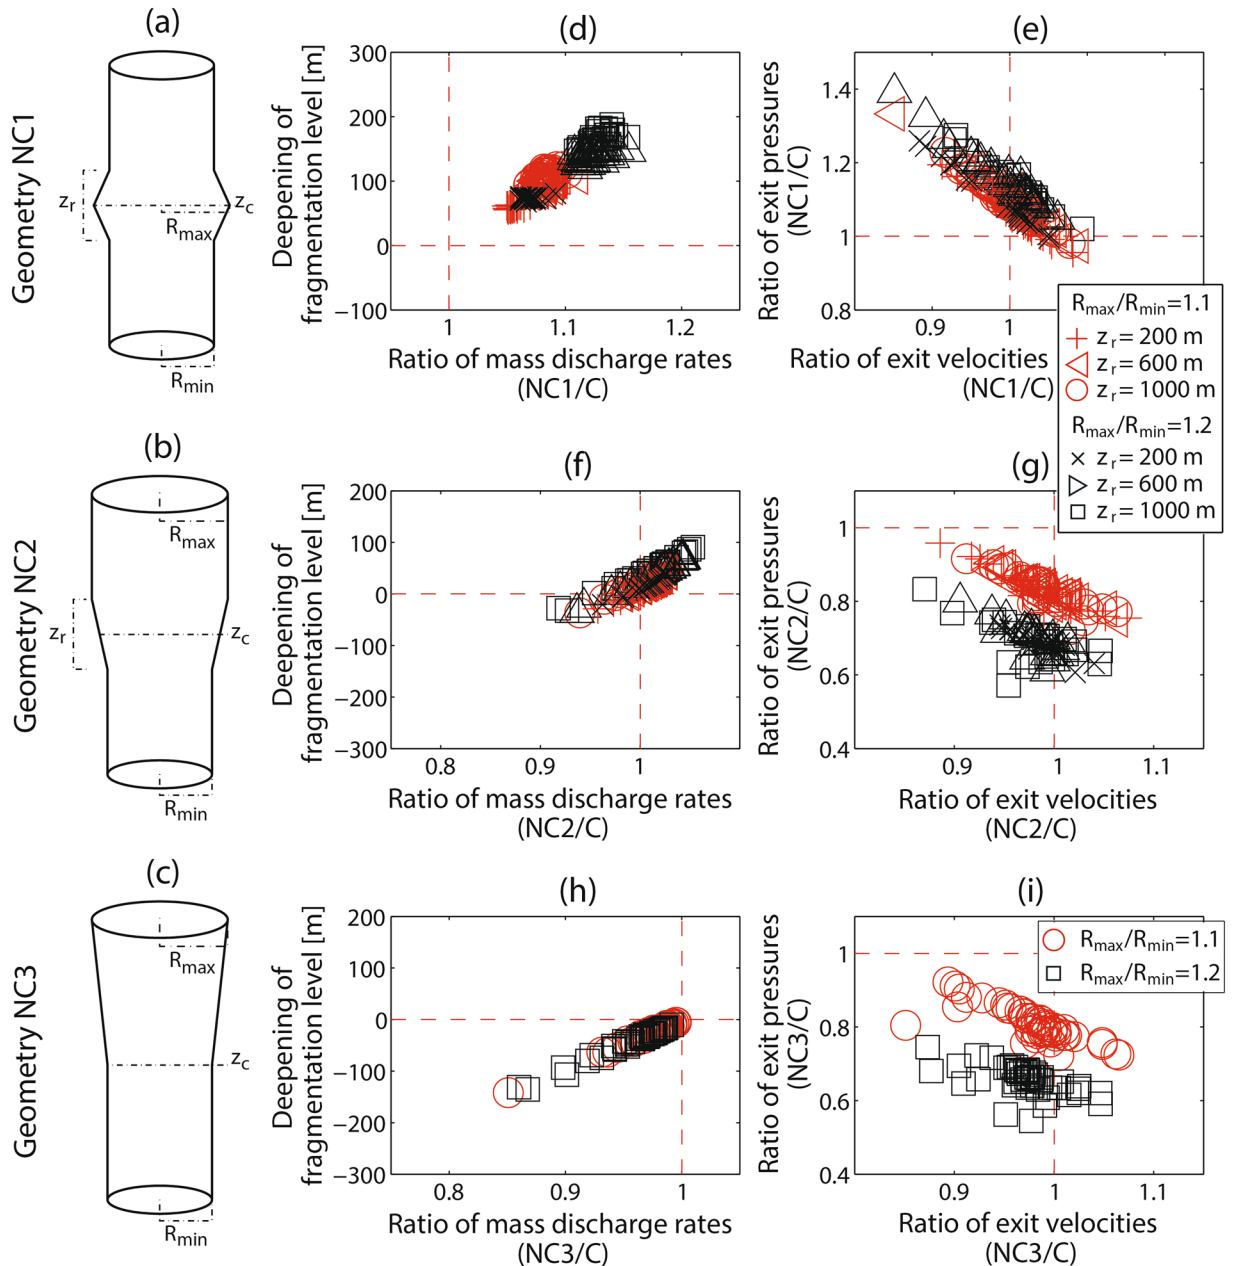 (a)
(d)
(e)
Geometry NC1
z_r
z_c
R_max
R_min
Deepening of
fragmentation level [m]
300
200
100
0
−100
1
1.1
1.2
Ratio of mass discharge rates
(NC1/C)
Ratio of exit pressures
(NC1/C)
1.4
1.2
1
0.8
0.9
1
Ratio of exit velocities
(NC1/C)
R_max/R_min=1.1
z_r = 200 m
z_r = 600 m
z_r = 1000 m
R_max/R_min=1.2
z_r = 200 m
z_r = 600 m
z_r = 1000 m
(b)
(f)
(g)
Geometry NC2
R_max
z_r
z_c
R_min
Deepening of
fragmentation level [m]
200
100
0
−100
−200
−300
0.8
0.9
1
Ratio of mass discharge rates
(NC2/C)
Ratio of exit pressures
(NC2/C)
1
0.8
0.6
0.4
0.9
1
1.1
Ratio of exit velocities
(NC2/C)
(c)
(h)
(i)
Geometry NC3
R_max
z_c
R_min
Deepening of
fragmentation level [m]
200
100
0
−100
−200
−300
0.8
0.9
1
Ratio of mass discharge rates
(NC3/C)
Ratio of exit pressures
(NC3/C)
1
0.8
0.6
0.4
0.9
1
1.1
Ratio of exit velocities
(NC3/C)
R_max/R_min=1.1
R_max/R_min=1.2